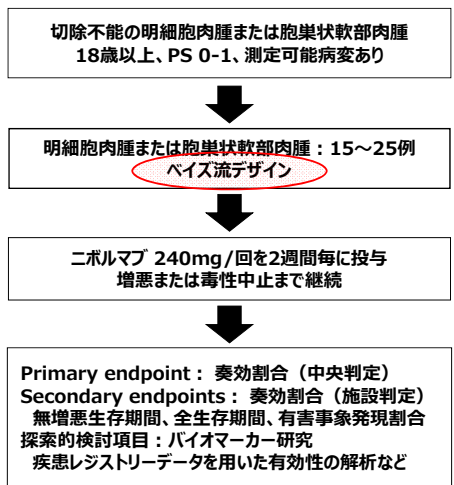 切除不能の明細胞肉腫または胞巣状軟部肉腫
18歳以上、PS 0-1、測定可能病変あり
明細胞肉腫または胞巣状軟部肉腫：15～25例
ベイズ流デザイン
ニボルマブ 240mg/回を2週間毎に投与
増悪または毒性中止まで継続
Primary endpoint： 奏効割合（中央判定）
Secondary endpoints： 奏効割合（施設判定）
無増悪生存期間、全生存期間、有害事象発現割合
探索的検討項目：バイオマーカー研究
疾患レジストリーデータを用いた有効性の解析など